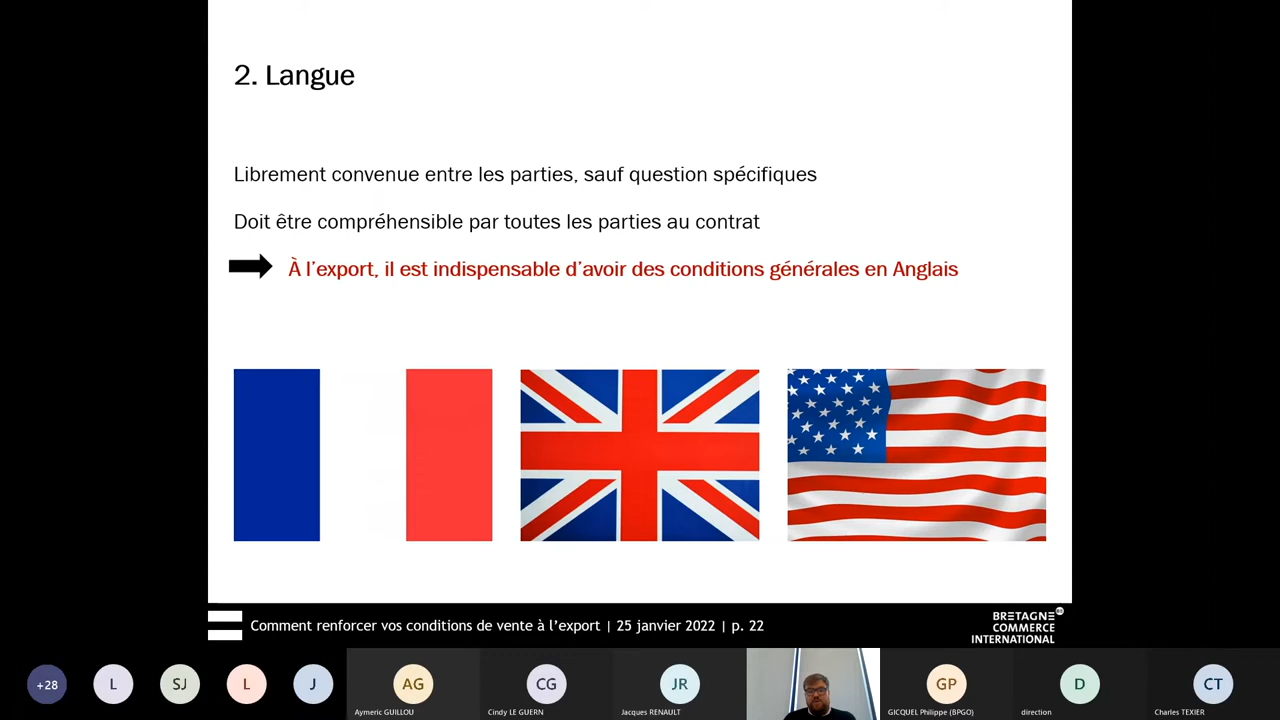 2. Langue
Librement convenue entre les parties, sauf question spécifiques
Doit être compréhensible par toutes les parties au contrat
À l'export, il est indispensable d'avoir des conditions générales en Anglais
Comment renforcer vos conditions de vente à l'export | 25 janvier 2022 | p. 22
BRETAGNE
COMMERCE
INTERNATIONAL
+28
L
SJ
L
J
AG
CG
JR
GP
D
CT
Aymeric GUILLOU
Cindy LE GUERN
Jacques RENAULT
GICQUEL Philippe (BPGO)
direction
Charles TEXIER